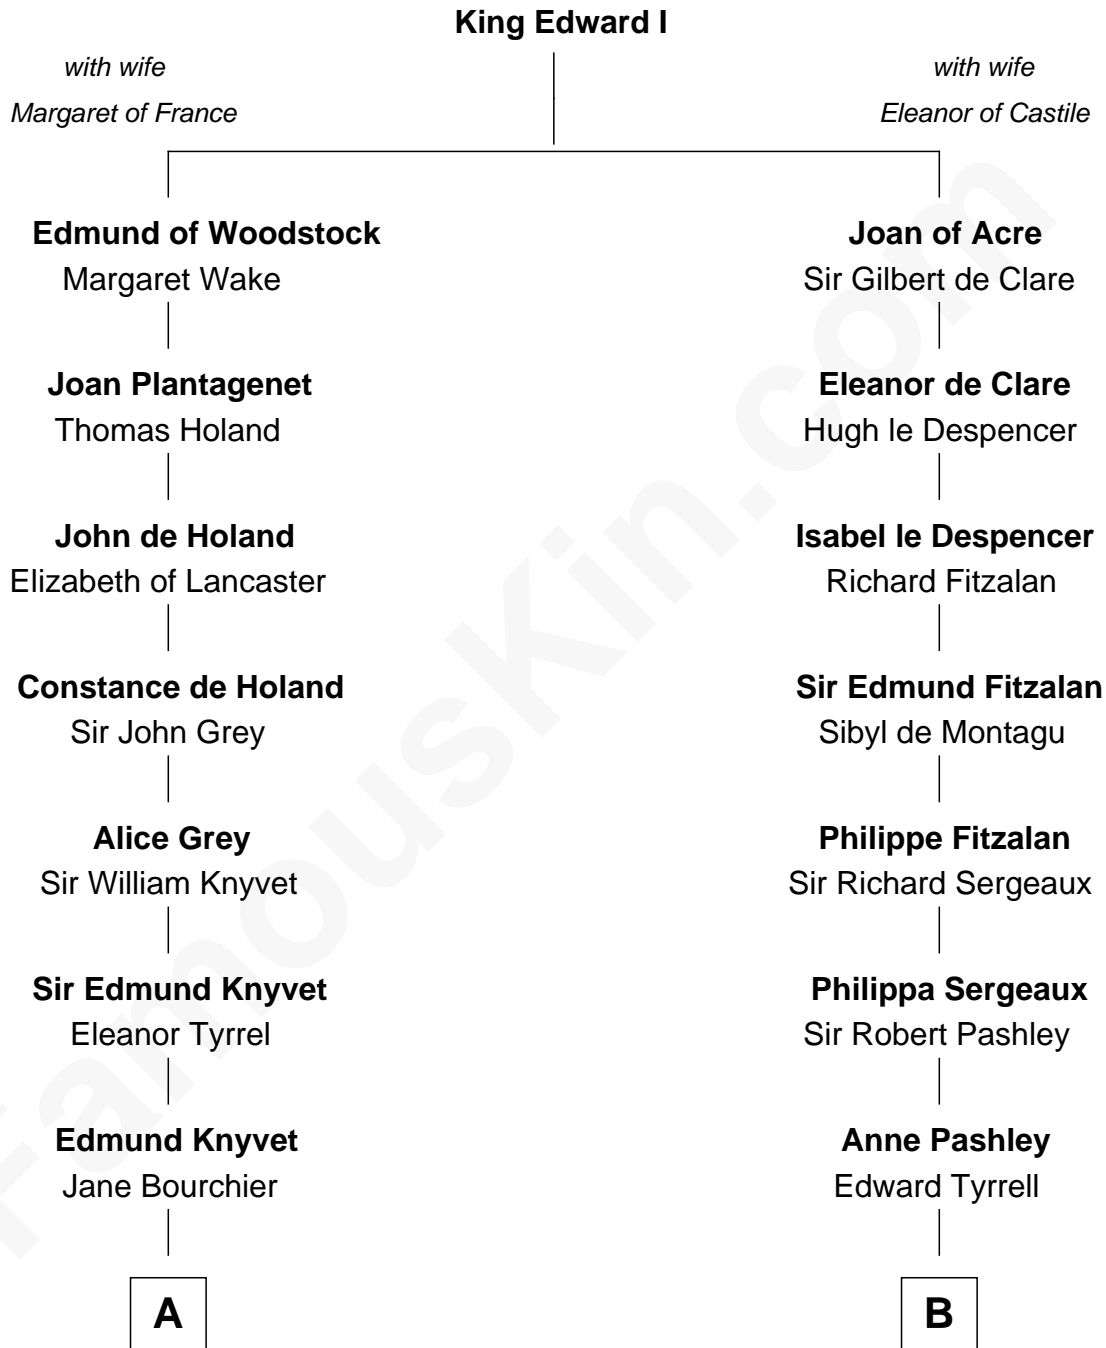 King Edward I
with wife
Margaret of France
with wife
Eleanor of Castile
Edmund of Woodstock
Margaret Wake
Joan of Acre
Sir Gilbert de Clare
Joan Plantagenet
Thomas Holand
Eleanor de Clare
Hugh le Despencer
John de Holand
Elizabeth of Lancaster
Isabel le Despencer
Richard Fitzalan
Constance de Holand
Sir John Grey
Sir Edmund Fitzalan
Sibyl de Montagu
Alice Grey
Sir William Knyvet
Philippe Fitzalan
Sir Richard Sergeaux
Sir Edmund Knyvet
Eleanor Tyrrel
Philippa Sergeaux
Sir Robert Pashley
Edmund Knyvet
Jane Bourchier
Anne Pashley
Edward Tyrrell
A
B
FamousKin.com